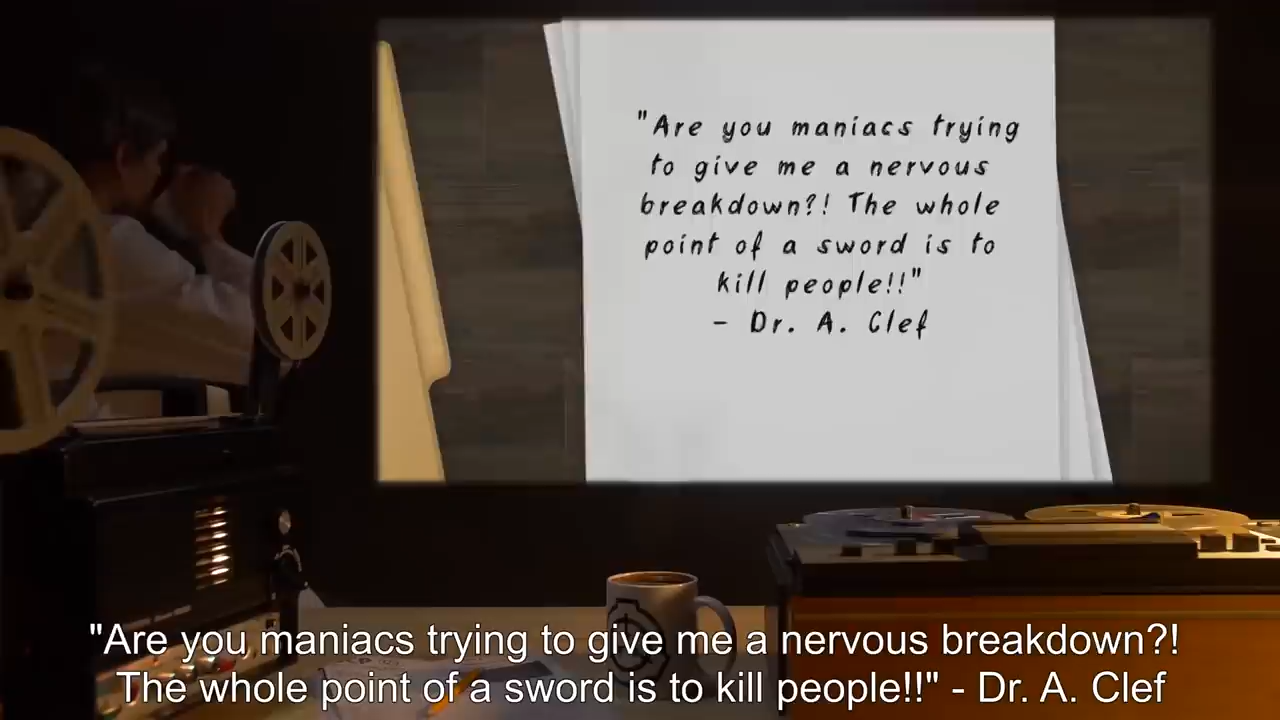 "Are you maniacs trying
to give me a nervous
breakdown?! The whole
point of a sword is to
kill people!!"
- Dr. A. Clef
"Are you maniacs trying to give me a nervous breakdown?!
The whole point of a sword is to kill people!!" - Dr. A. Clef